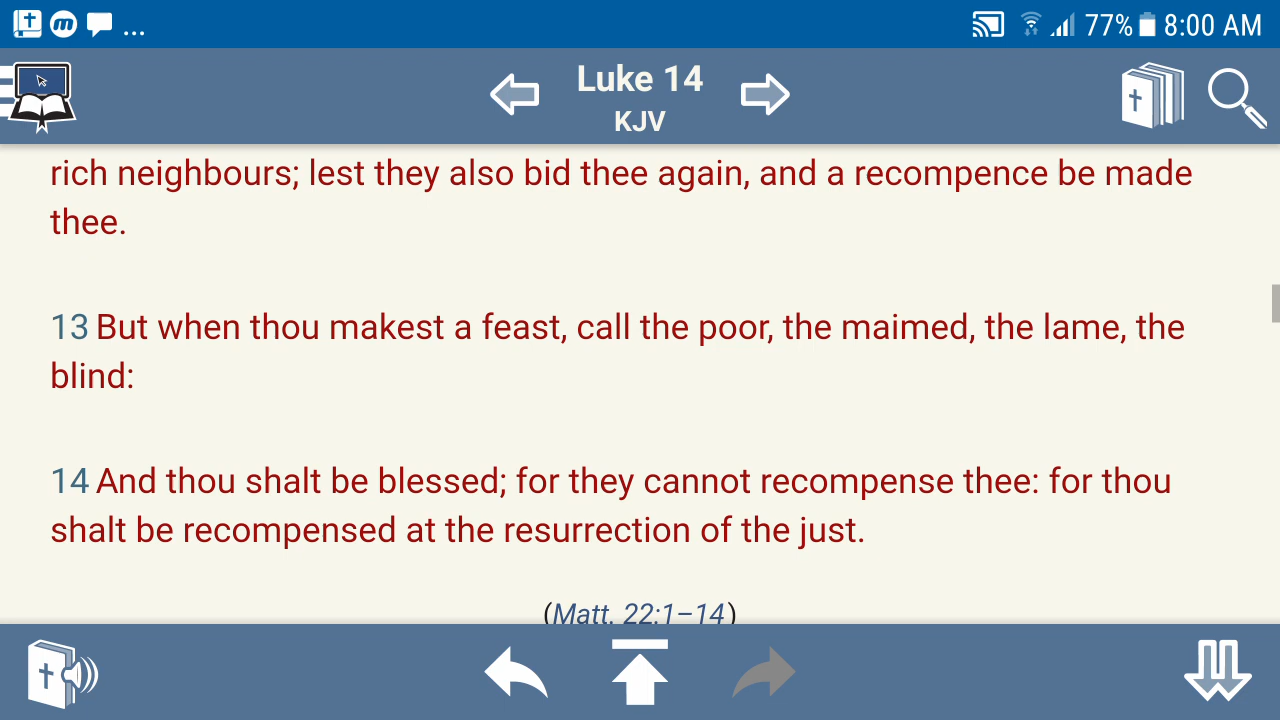 ... 77% 8:00 AM
Luke 14
KJV
rich neighbours; lest they also bid thee again, and a recompence be made
thee.
13 But when thou makest a feast, call the poor, the maimed, the lame, the
blind:
14 And thou shalt be blessed; for they cannot recompense thee: for thou
shalt be recompensed at the resurrection of the just.
(Matt. 22:1–14)